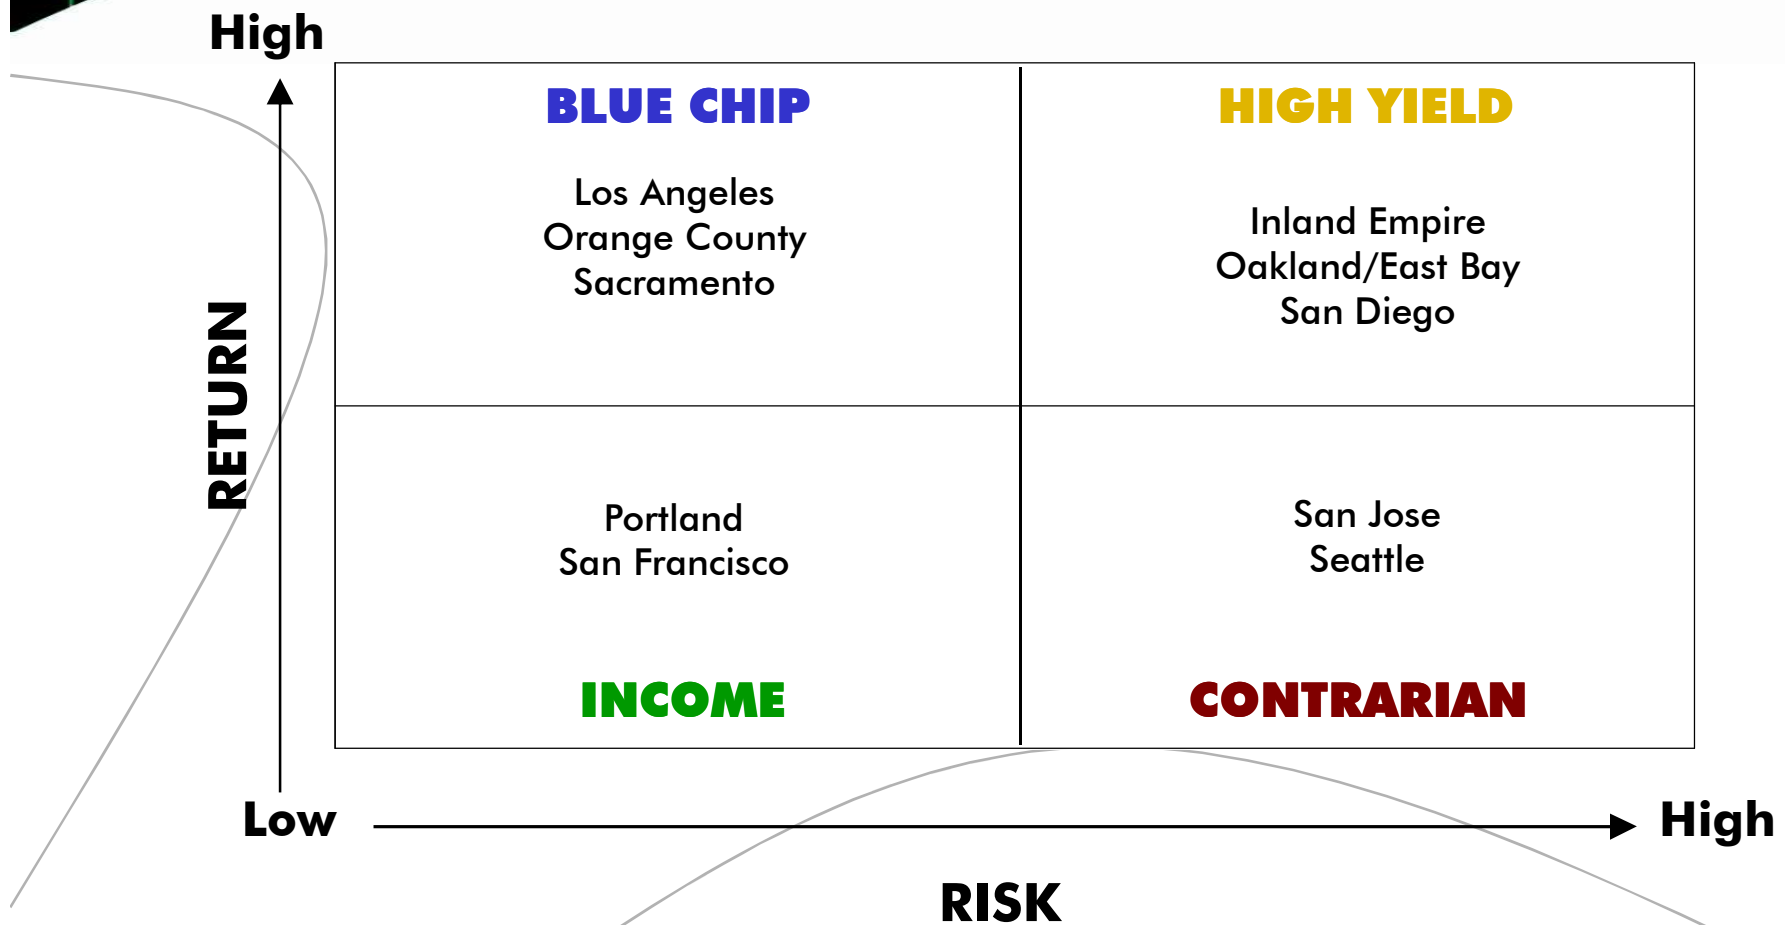 High
BLUE CHIP
Los Angeles
Orange County
Sacramento
HIGH YIELD
Inland Empire
Oakland/East Bay
San Diego
RETURN
Portland
San Francisco
INCOME
San Jose
Seattle
CONTRARIAN
Low
High
RISK